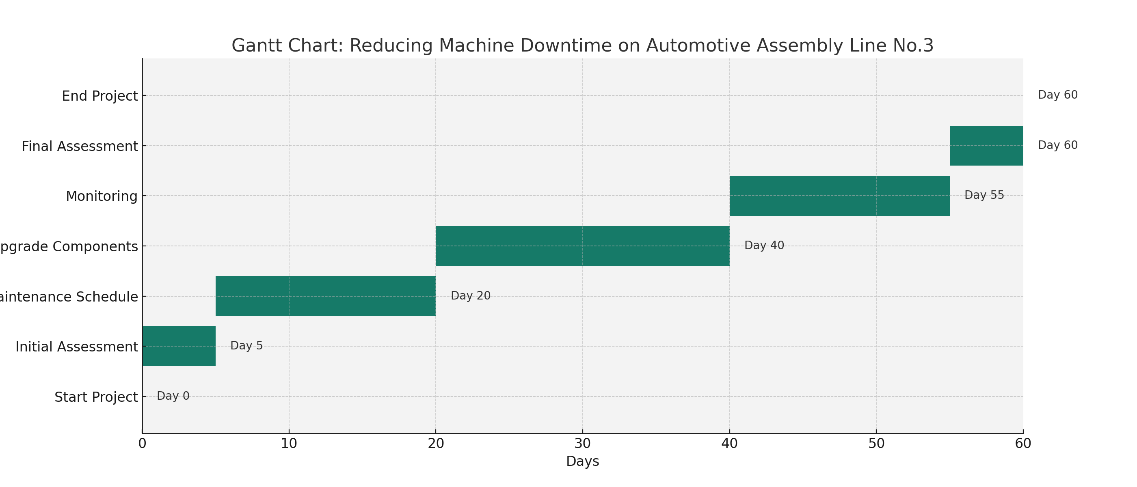 Gantt Chart: Reducing Machine Downtime on Automotive Assembly Line No.3
End Project
Day 60
Final Assessment
Day 60
Monitoring
Day 55
pgrade Components
Day 40
aintenance Schedule
Day 20
Initial Assessment
Day 5
Start Project
Day 0
0 10 20 30 40 50 60
Days